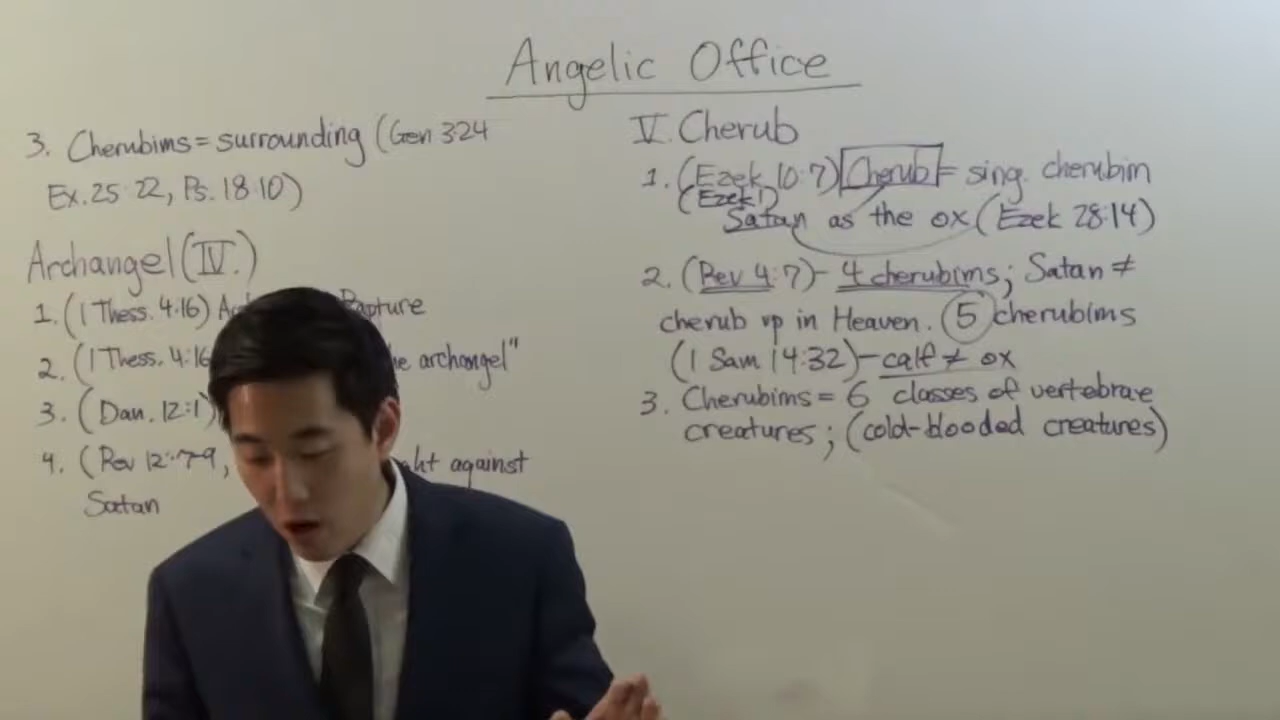 Angelic Office
3. Cherubims = surrounding (Gen 3:24
Ex. 25:22, Ps. 18:10)
Archangel (IV.)
1. (1 Thess. 4:16) Rapture
2. (1 Thess. 4:16 archangel"
3. (Dan. 12:1)
4. (Rev 12:7-9, against
Satan
V. Cherub
1. (Ezek 10:7) Cherub = sing. cherubim
(Ezek 1)
Satan as the ox (Ezek 28:14)
2. (Rev 4:7) - 4 cherubims; Satan ≠
cherub up in Heaven. 5 cherubims
(1 Sam 14:32) - calf ≠ ox
3. Cherubims = 6 classes of vertebrae
creatures; (cold-blooded creatures)